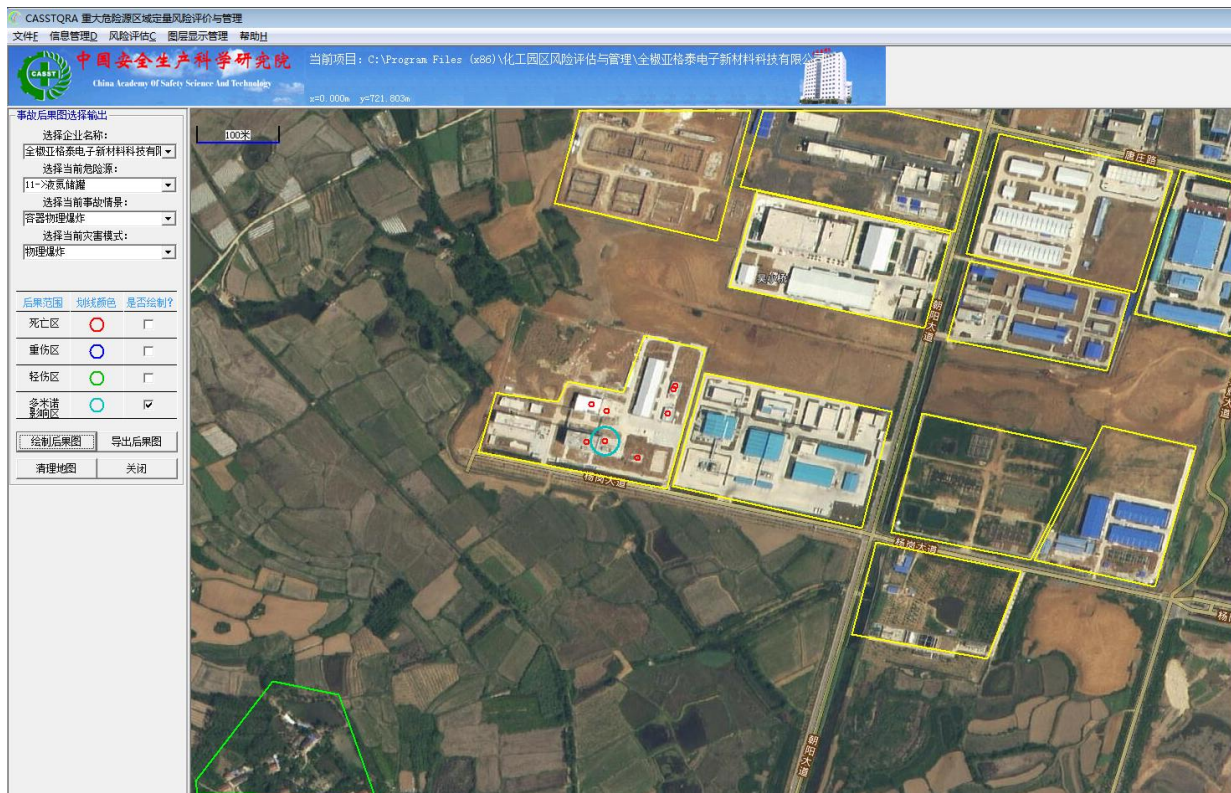 CASSTQRA 重大危险源区域定量风险评价与管理
文件F 信息管理D 风险评估C 图层显示管理 帮助H
CASST
中国安全生产科学研究院
China Academy Of Safety Science And Technology
当前项目: C:\Program Files (x86)\化工园区风险评估与管理\全椒亚格泰电子新材料科技有限公司
x=0.000m y=721.803m
事故后果图选择输出
选择企业名称:
全椒亚格泰电子新材料科技有限
选择当前危险源:
11->液氮储罐
选择当前事故情景:
容器物理爆炸
选择当前灾害模式:
物理爆炸
后果范围 划线颜色 是否绘制?
死亡区
重伤区
轻伤区
多米诺
影响区
绘制后果图 导出后果图
清理地图 关闭
100米
唐庄路
吴小桥
朝阳大道
杨岗大道
杨岗大道
朝阳大道